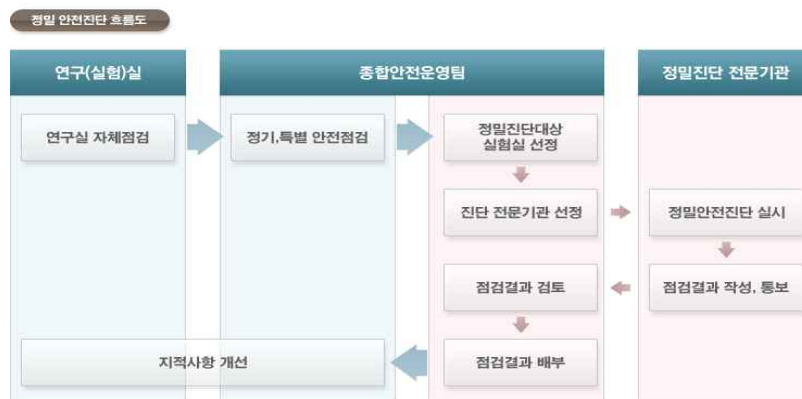 정밀 안전진단 흐름도
연구(실험)실
종합안전운영팀
정밀진단 전문기관
연구실 자체점검
정기,특별 안전점검
정밀진단대상
실험실 선정
진단 전문기관 선정
정밀안전진단 실시
점검결과 검토
점검결과 작성, 통보
지적사항 개선
점검결과 배부